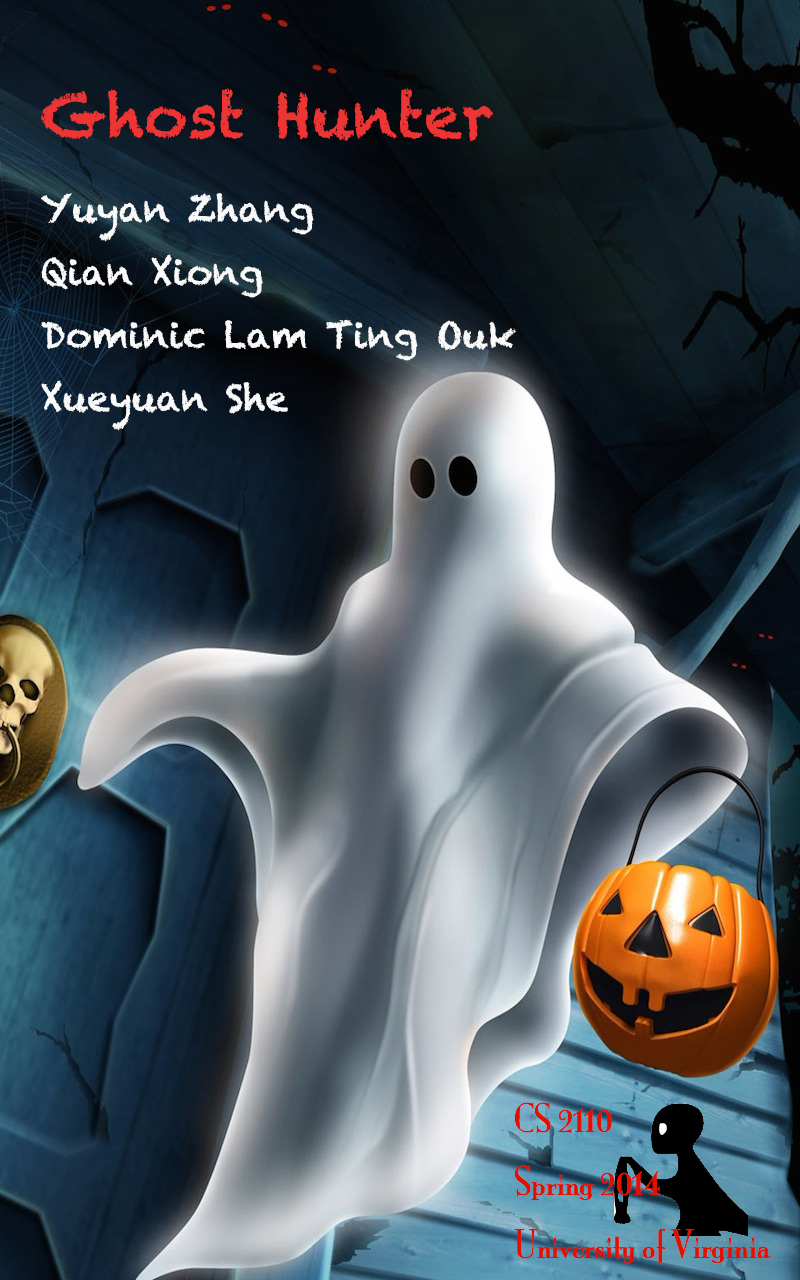 Ghost Hunter
Yuyan Zhang
Qian Xiong
Dominic Lam Ting Ouk
Xueyuan She
CS 2110
Spring 2014
University of Virginia